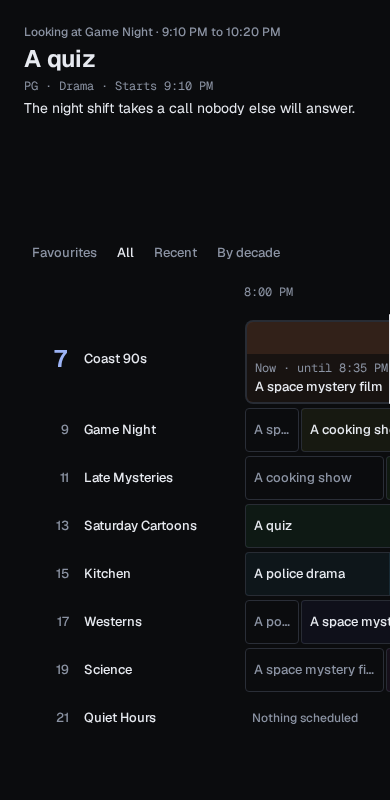 Looking at Game Night · 9:10 PM to 10:20 PM
A quiz
PG · Drama · Starts 9:10 PM
The night shift takes a call nobody else will answer.
Favourites All Recent By decade
8:00 PM
7 Coast 90s
Now · until 8:35 PM
A space mystery film
9 Game Night A sp… A cooking sh
11 Late Mysteries A cooking show
13 Saturday Cartoons A quiz
15 Kitchen A police drama
17 Westerns A po… A space myst
19 Science A space mystery fi…
21 Quiet Hours Nothing scheduled